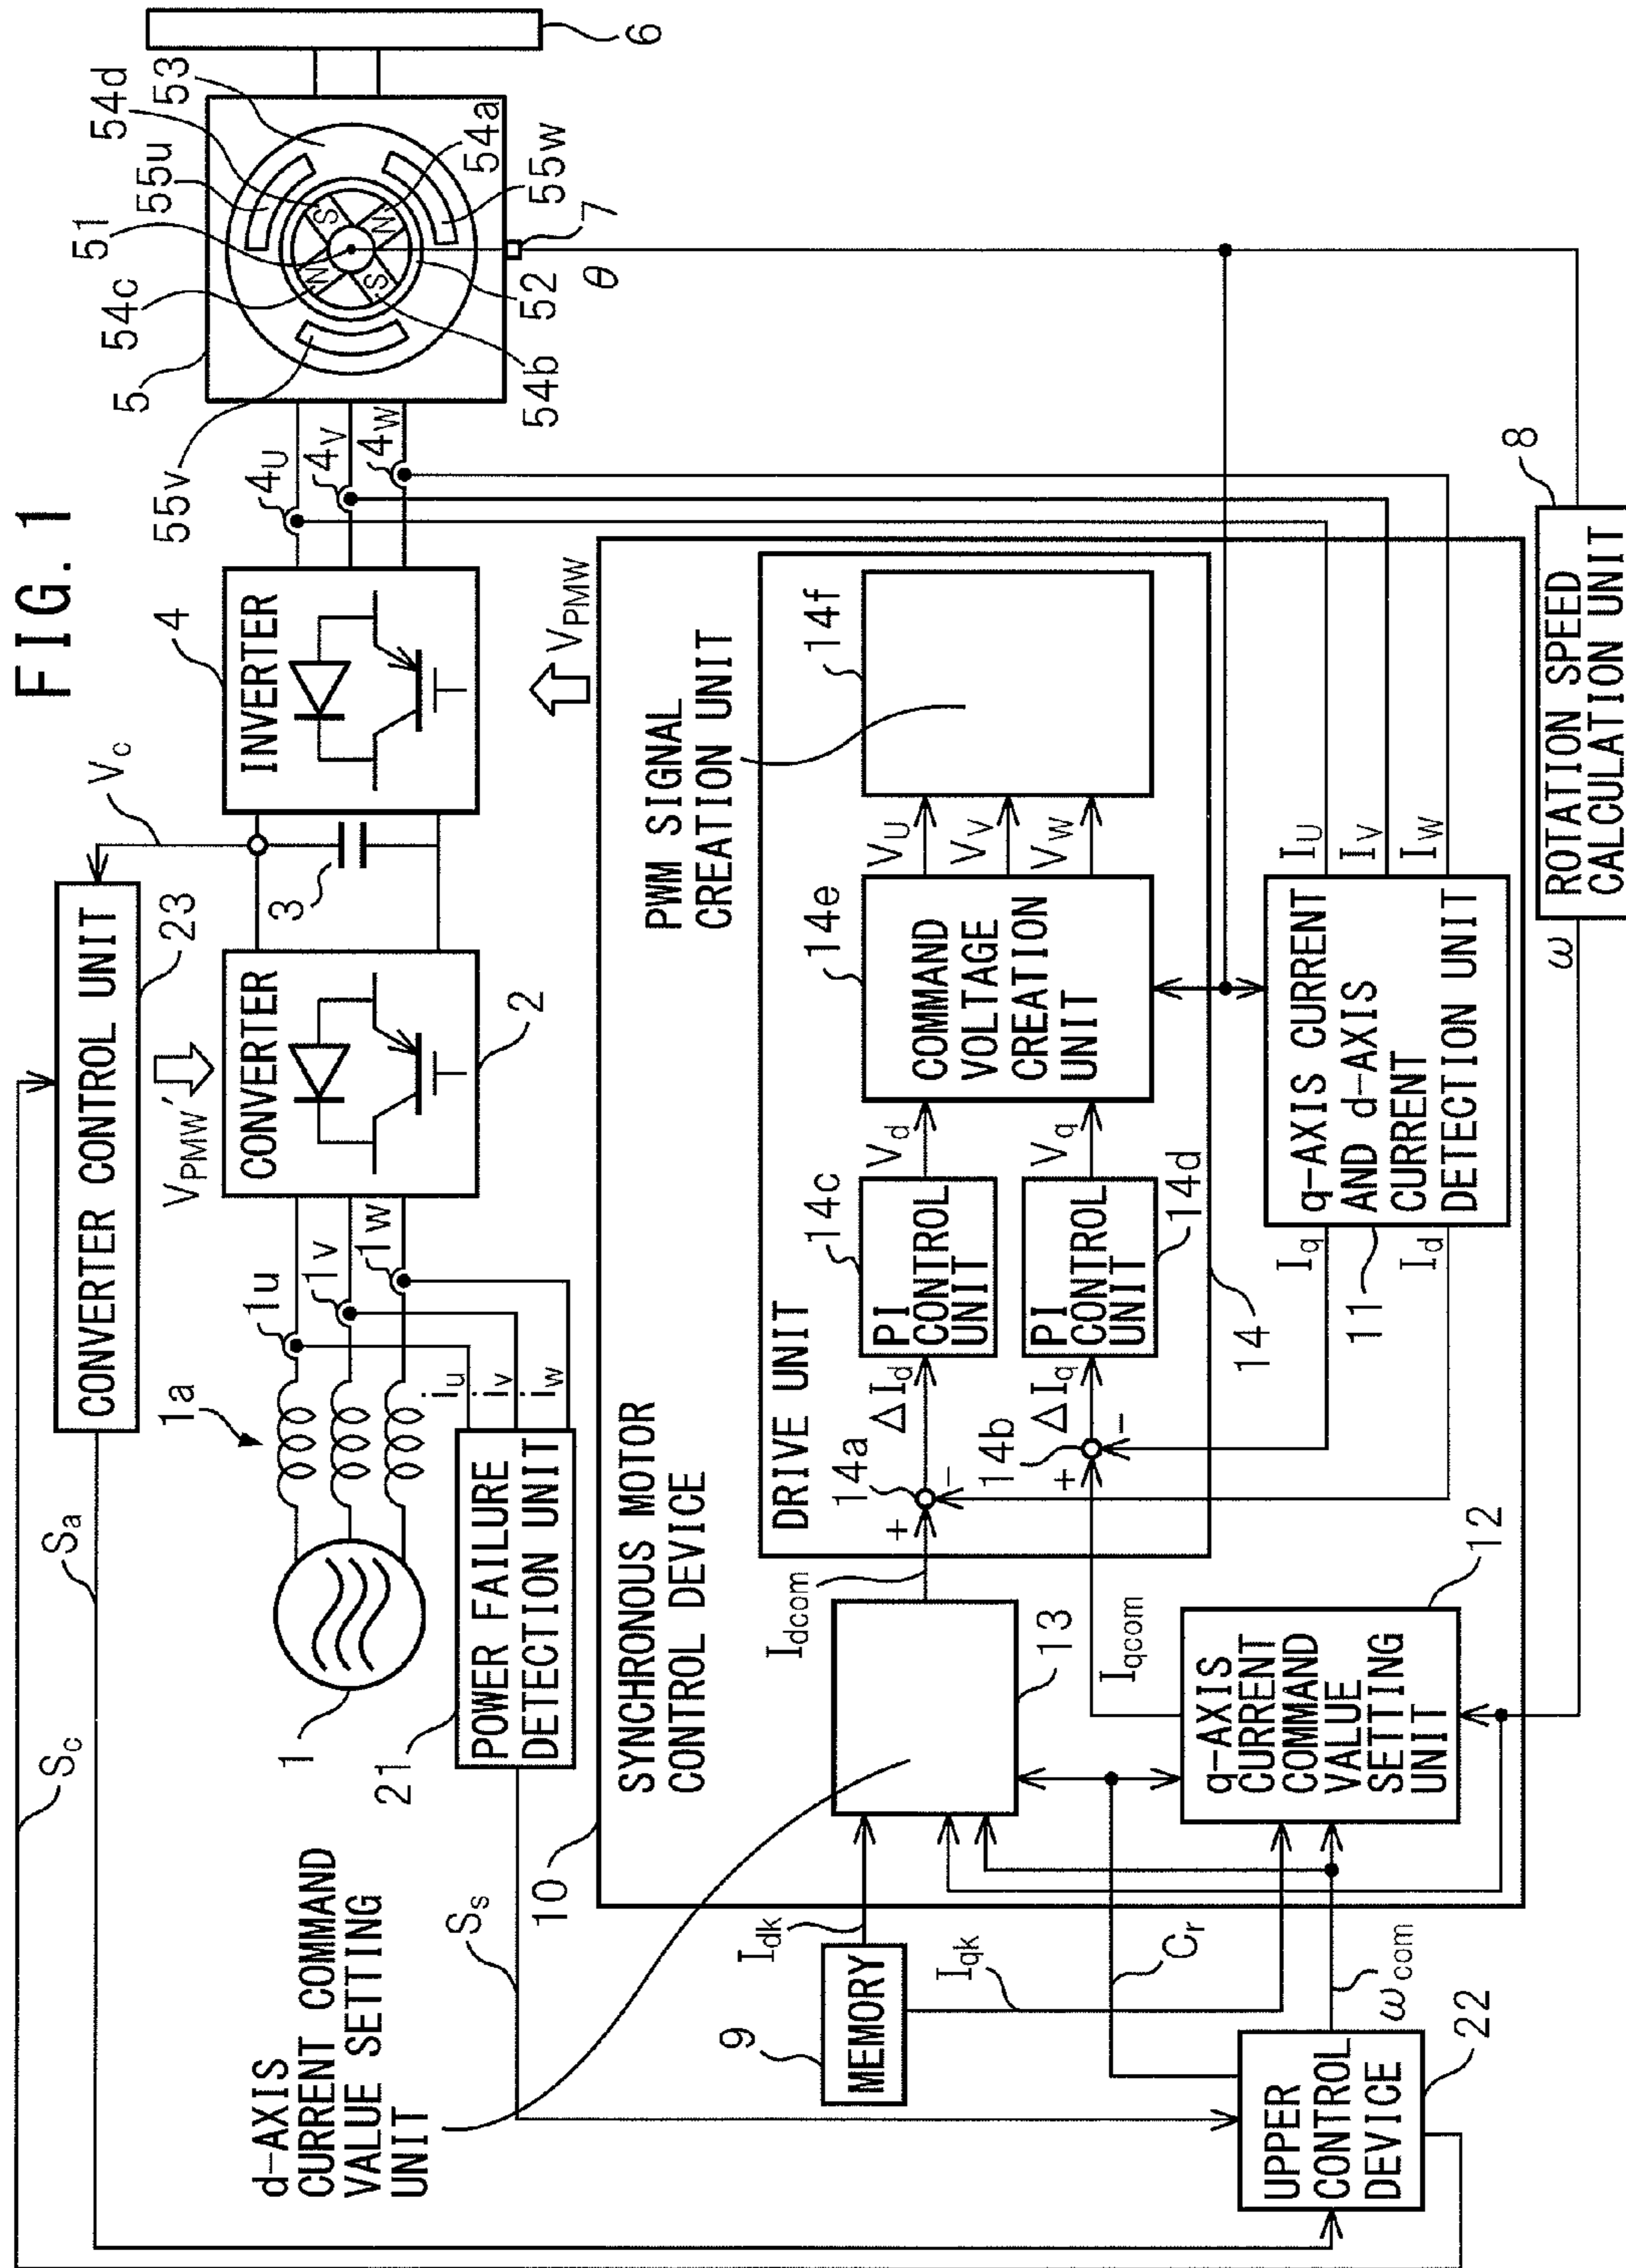 FIG. 1
Sc
Sa
CONVERTER CONTROL UNIT
23
VPMW'
Vc
1
1a
1u
1v
1w
CONVERTER
2
3
INVERTER
4
VPMW
4U
4V
4W
5
55v
54c
51
55u
54d
53
54a
55w
54b
52
N
S
N
S
θ
7
6
21
POWER FAILURE
DETECTION UNIT
iu
iv
iw
Ss
d-AXIS
CURRENT COMMAND
VALUE SETTING
UNIT
10
SYNCHRONOUS MOTOR
CONTROL DEVICE
DRIVE UNIT
PWM SIGNAL
CREATION UNIT
9
MEMORY
Idk
Iqk
Cr
ωcom
UPPER
CONTROL
DEVICE
22
13
Idcom
Iqcom
q-AXIS
CURRENT
COMMAND
VALUE
SETTING
UNIT
12
14a
+
-
ΔId
14b
+
-
ΔIq
14c
PI
CONTROL
UNIT
PI
CONTROL
UNIT
14d
14
Vd
Vq
14e
COMMAND
VOLTAGE
CREATION
UNIT
VU
VV
VW
14f
Iq
Id
11
q-AXIS CURRENT
AND d-AXIS
CURRENT
DETECTION UNIT
IU
IV
IW
ω
ROTATION SPEED
CALCULATION UNIT
8